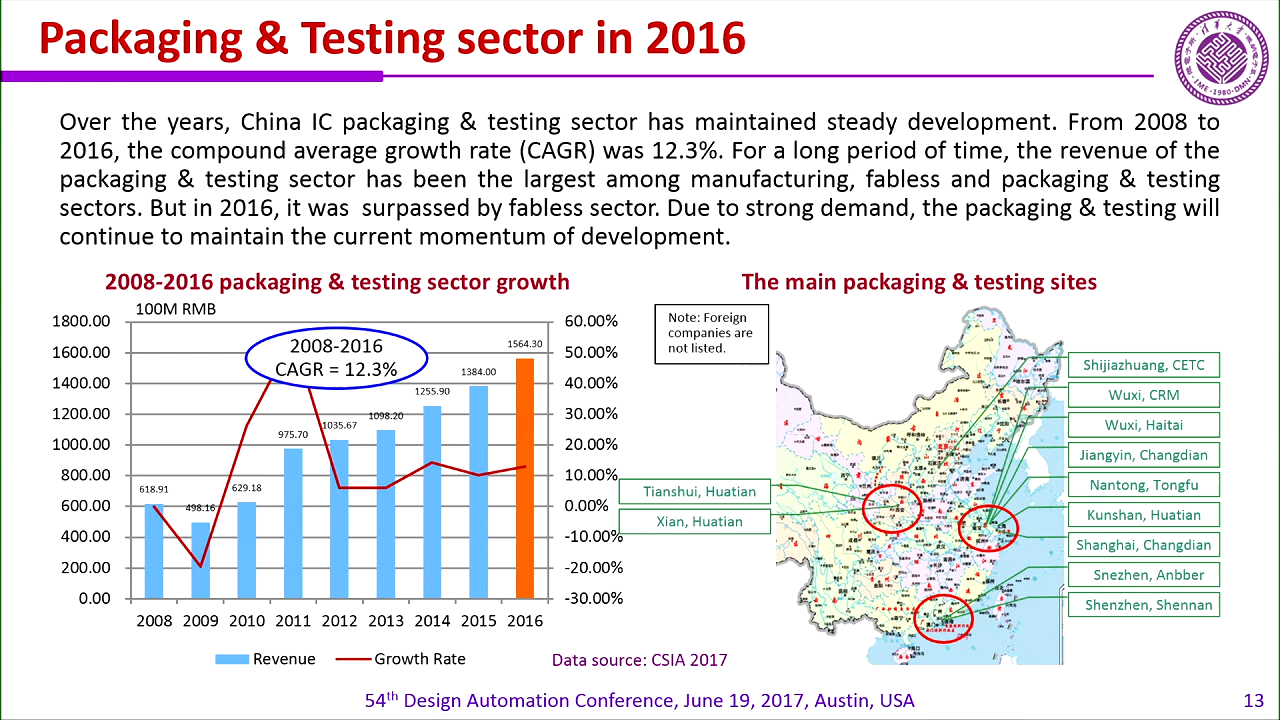 Packaging & Testing sector in 2016
Over the years, China IC packaging & testing sector has maintained steady development. From 2008 to
2016, the compound average growth rate (CAGR) was 12.3%. For a long period of time, the revenue of the
packaging & testing sector has been the largest among manufacturing, fabless and packaging & testing
sectors. But in 2016, it was surpassed by fabless sector. Due to strong demand, the packaging & testing will
continue to maintain the current momentum of development.
2008-2016 packaging & testing sector growth
100M RMB
1800.00
1600.00
1400.00
1200.00
1000.00
800.00
600.00
400.00
200.00
0.00
60.00%
50.00%
40.00%
30.00%
20.00%
10.00%
0.00%
-10.00%
-20.00%
-30.00%
2008-2016
CAGR = 12.3%
618.91
498.16
629.18
975.70
1035.67
1098.20
1255.90
1384.00
1564.30
2008 2009 2010 2011 2012 2013 2014 2015 2016
Revenue
Growth Rate
Data source: CSIA 2017
The main packaging & testing sites
Note: Foreign
companies are
not listed.
Tianshui, Huatian
Xian, Huatian
Shijiazhuang, CETC
Wuxi, CRM
Wuxi, Haitai
Jiangyin, Changdian
Nantong, Tongfu
Kunshan, Huatian
Shanghai, Changdian
Snezhen, Anbber
Shenzhen, Shennan
54th Design Automation Conference, June 19, 2017, Austin, USA
13